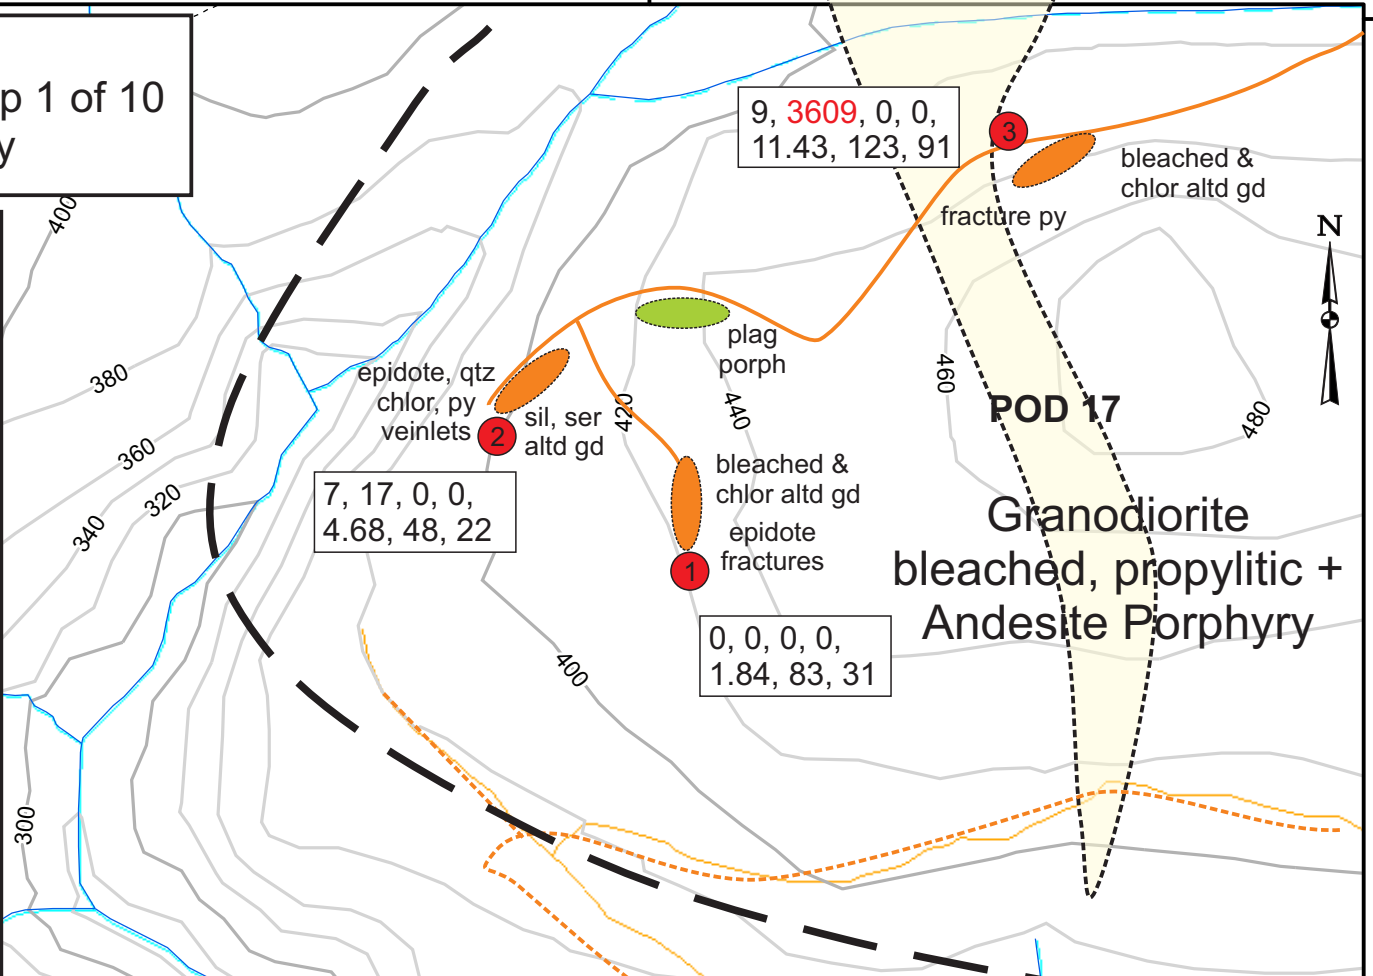 p 1 of 10
y
9, 3609, 0, 0,
11.43, 123, 91
3
bleached &
chlor altd gd
fracture py
N
400
plag
porph
380
epidote, qtz
chlor, py
veinlets
2
sil, ser
altd gd
420
440
460
POD 17
480
360
320
340
7, 17, 0, 0,
4.68, 48, 22
bleached &
chlor altd gd
epidote
fractures
1
Granodiorite
bleached, propylitic +
Andesite Porphyry
0, 0, 0, 0,
1.84, 83, 31
400
300